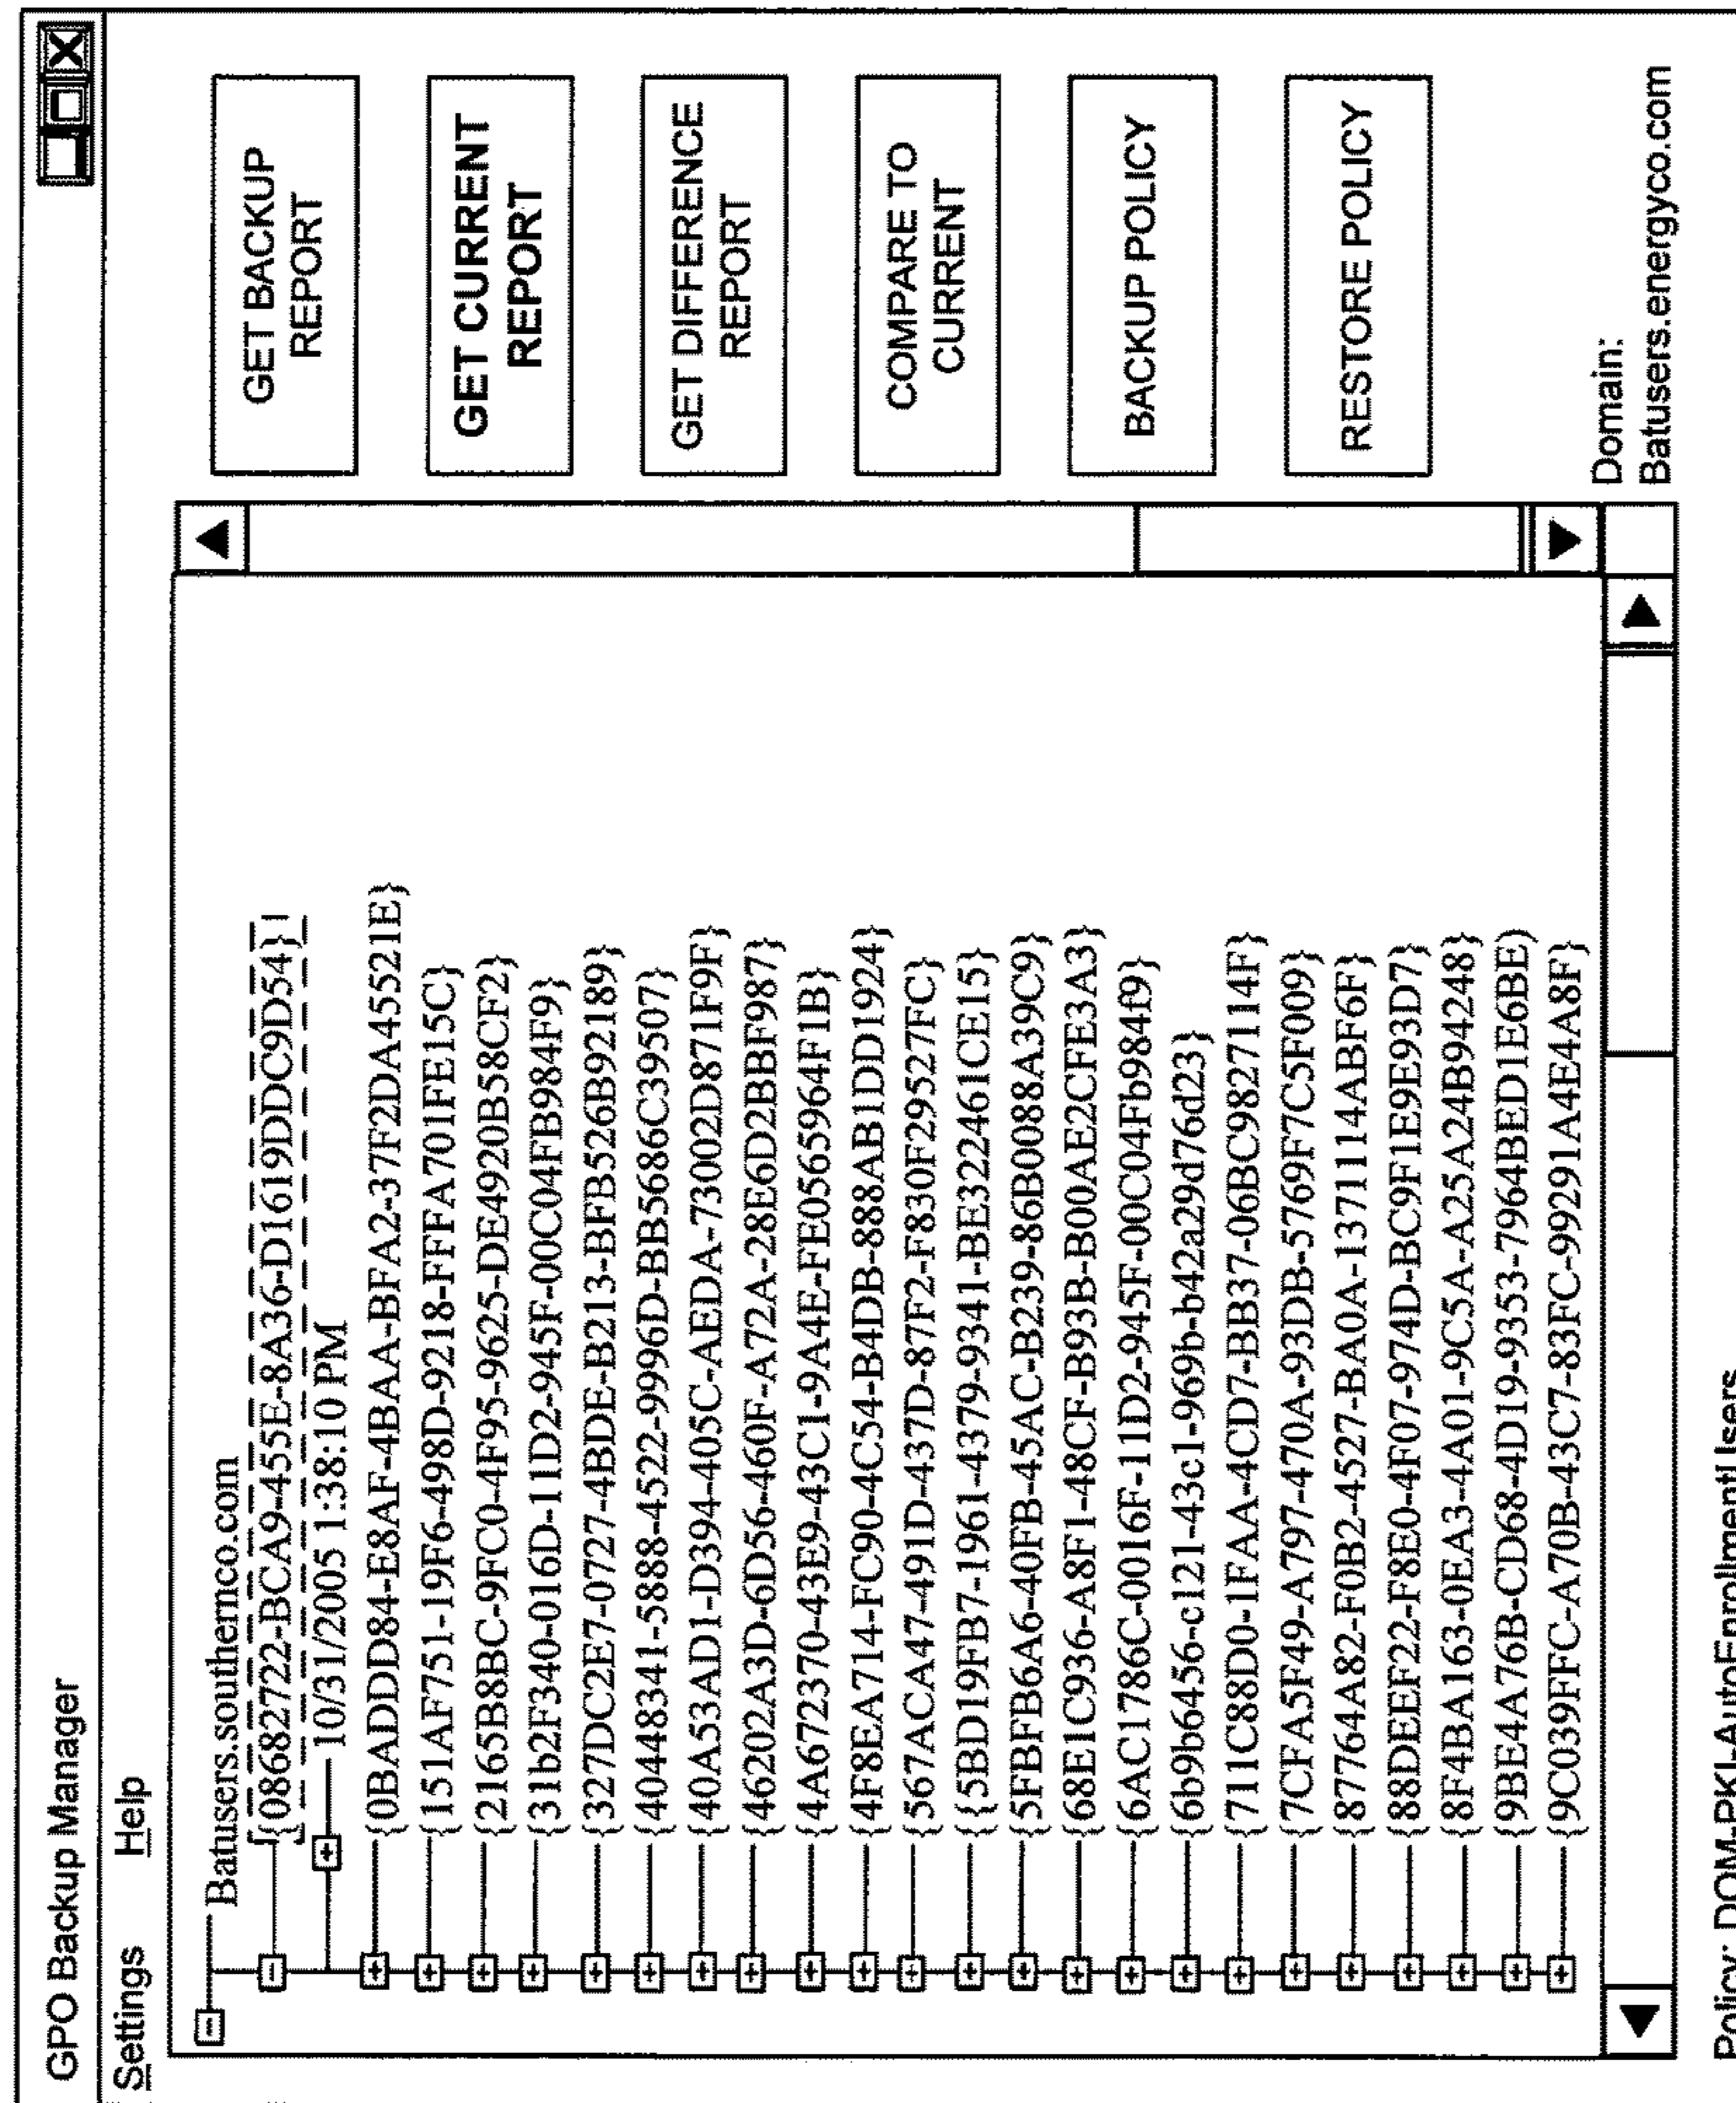 GPO Backup Manager
Settings Help
Batusers.southernco.com
{08682722-BCA9-455E-8A36-D1619DDC9D54}
10/31/2005 1:38:10 PM
{0BADDD84-E8AF-4BAA-BFA2-37F2DA45521E}
{151AF751-19F6-498D-9218-FFFA701FE15C}
{2165B8BC-9FC0-4F95-9625-DE4920B58CF2}
{31b2F340-016D-11D2-945F-00C04FB984F9}
{327DC2E7-0727-4BDE-B213-BFB526B92189}
{40448341-5888-4522-9996D-BB5686C39507}
{40A53AD1-D394-405C-AEDA-73002D871F9F}
{46202A3D-6D56-460F-A72A-28E6D2BBF987}
{4A672370-43E9-43C1-9A4E-FE0565964F1B}
{4F8EA714-FC90-4C54-B4DB-888AB1DD1924}
{567ACA47-491D-437D-87F2-F830F29527FC}
{{5BD19FB7-1961-4379-9341-BE322461CE15}
{5FBFB6A6-40FB-45AC-B239-86B0088A39C9}
{68E1C936-A8F1-48CF-B93B-B00AE2CFE3A3}
{6AC1786C-0016F-11D2-945F-00C04Fb984f9}
{6b9b6456-c121-43c1-969b-b42a29d76d23}
{711C88D0-1FAA-4CD7-BB37-06BC9827114F}
{7CFA5F49-A797-470A-93DB-5769F7C5F009}
{87764A82-F0B2-4527-BA0A-1371114ABF6F}
{88DEEF22-F8E0-4F07-974D-BC9F1E9E93D7}
{8F4BA163-0EA3-4A01-9C5A-A25A24B94248}
{9BE4A76B-CD68-4D19-9353-7964BED1E6BE)
{9C039FFC-A70B-43C7-83FC-99291A4E4A8F}
GET BACKUP
REPORT
GET CURRENT
REPORT
GET DIFFERENCE
REPORT
COMPARE TO
CURRENT
BACKUP POLICY
RESTORE POLICY
Domain:
Batusers.energyco.com
Policy: DOM-PKI-AutoEnrollmentUsers